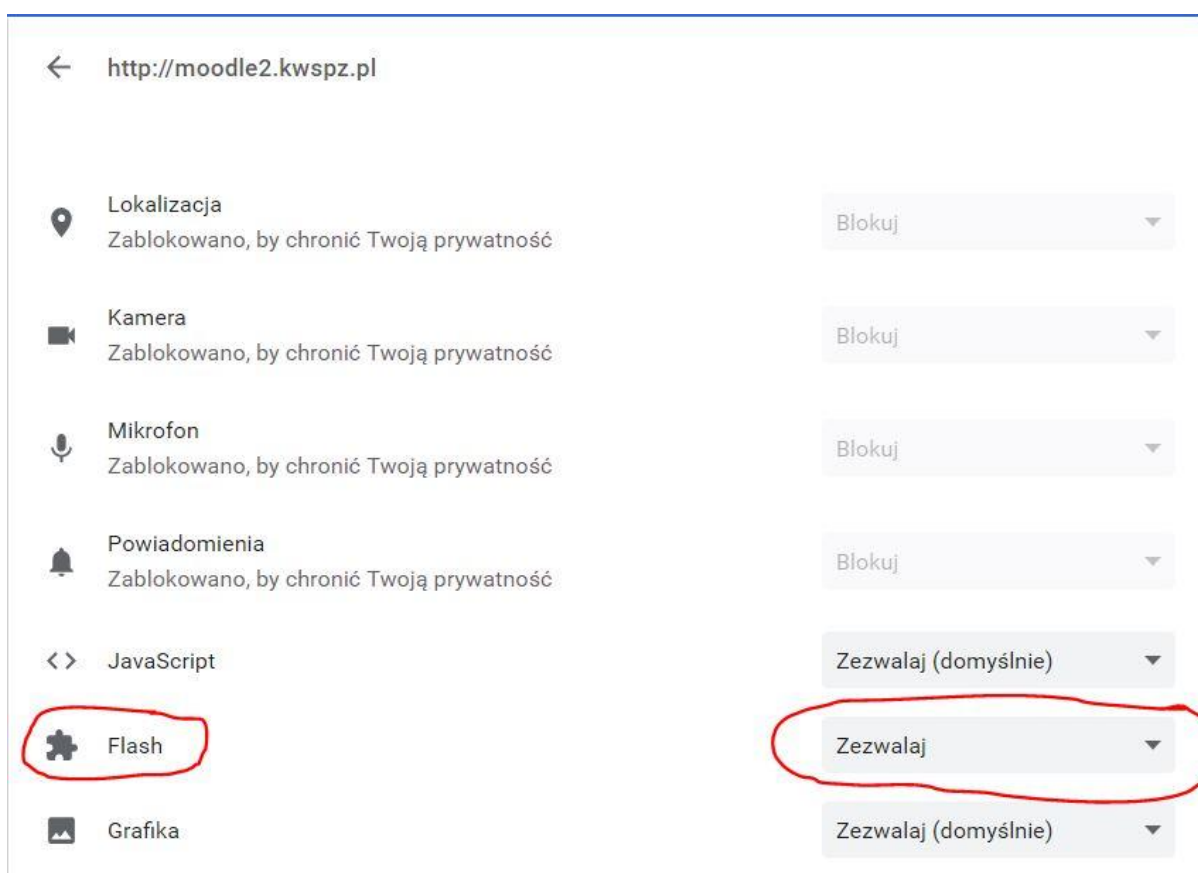 http://moodle2.kwspz.pl
Lokalizacja
Zablokowano, by chronić Twoją prywatność
Blokuj
Kamera
Zablokowano, by chronić Twoją prywatność
Blokuj
Mikrofon
Zablokowano, by chronić Twoją prywatność
Blokuj
Powiadomienia
Zablokowano, by chronić Twoją prywatność
Blokuj
JavaScript
Zezwalaj (domyślnie)
Flash
Zezwalaj
Grafika
Zezwalaj (domyślnie)